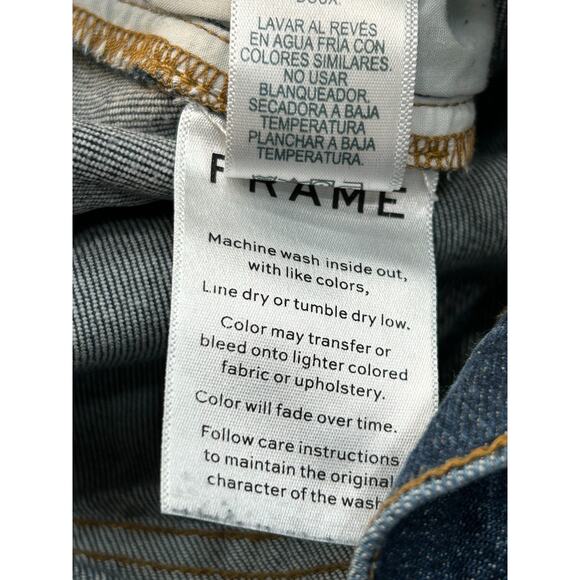 DOUX.
LAVAR AL REVÉS
EN AGUA FRÍA CON
COLORES SIMILARES.
NO USAR
BLANQUEADOR.
SECADORA A BAJA
TEMPERATURA
PLANCHAR A BAJA
TEMPERATURA.
FRAME
Machine wash inside out,
with like colors,
Line dry or tumble dry low.
Color may transfer or
bleed onto lighter colored
fabric or upholstery.
Color will fade over time.
Follow care instructions
to maintain the original
character of the wash